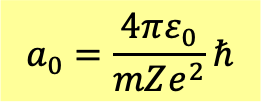 a₀ = 4πε₀/mZe² ℏ